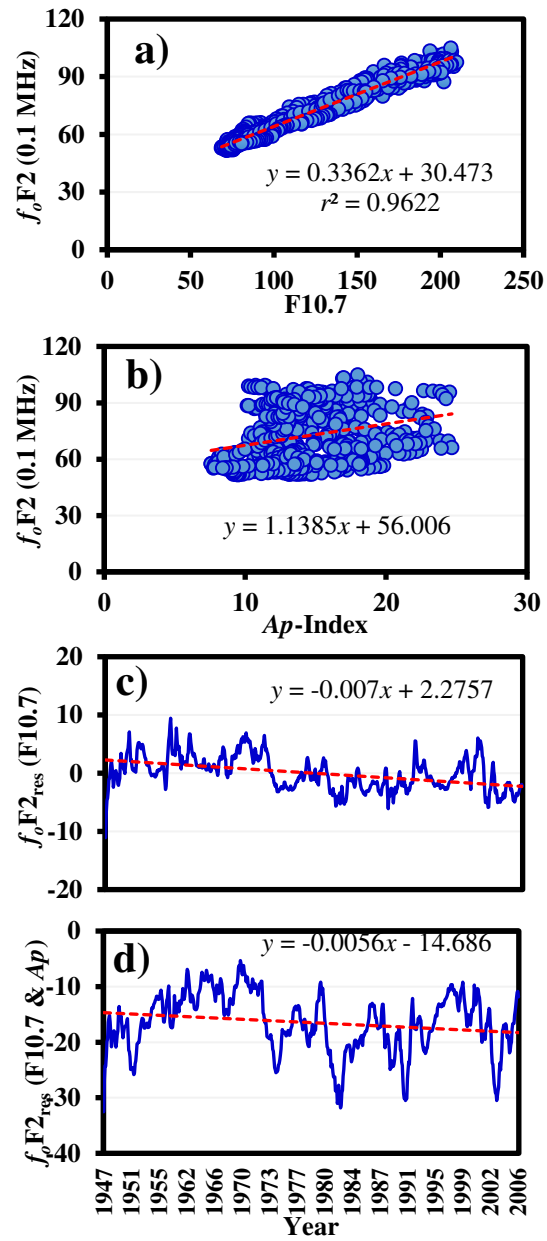 a)
120
90
60
30
0
foF2 (0.1 MHz)
y = 0.3362x + 30.473
r² = 0.9622
0 50 100 150 200 250
F10.7
b)
120
90
60
30
0
foF2 (0.1 MHz)
y = 1.1385x + 56.006
0 10 20 30
Ap-Index
c)
20
10
0
-10
-20
foF2res (F10.7)
y = -0.007x + 2.2757
d)
0
-10
-20
-30
-40
foF2res (F10.7 & Ap)
y = -0.0056x - 14.686
1947 1951 1955 1958 1962 1966 1970 1973 1977 1980 1984 1987 1991 1995 1999 2002 2006
Year